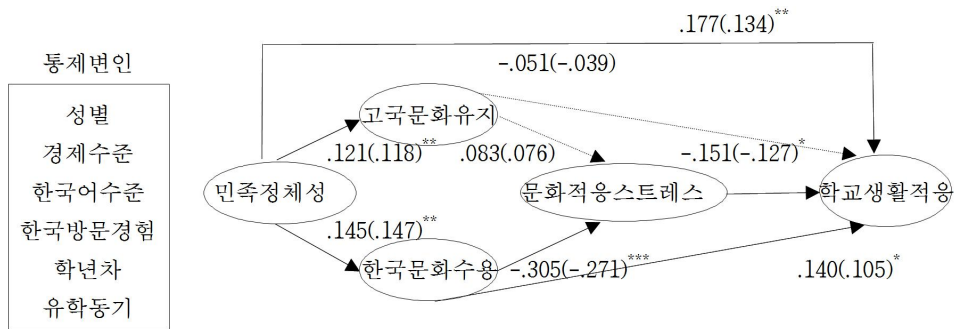 .177(.134)**
통제변인
-.051(-.039)
성별
고국문화유지
경제수준
.121(.118)**
.083(.076)
-.151(-.127)*
한국어수준
민족정체성
문화적응스트레스
학교생활적응
한국방문경험
.145(.147)**
학년차
한국문화수용
-.305(-.271)***
.140(.105)*
유학동기